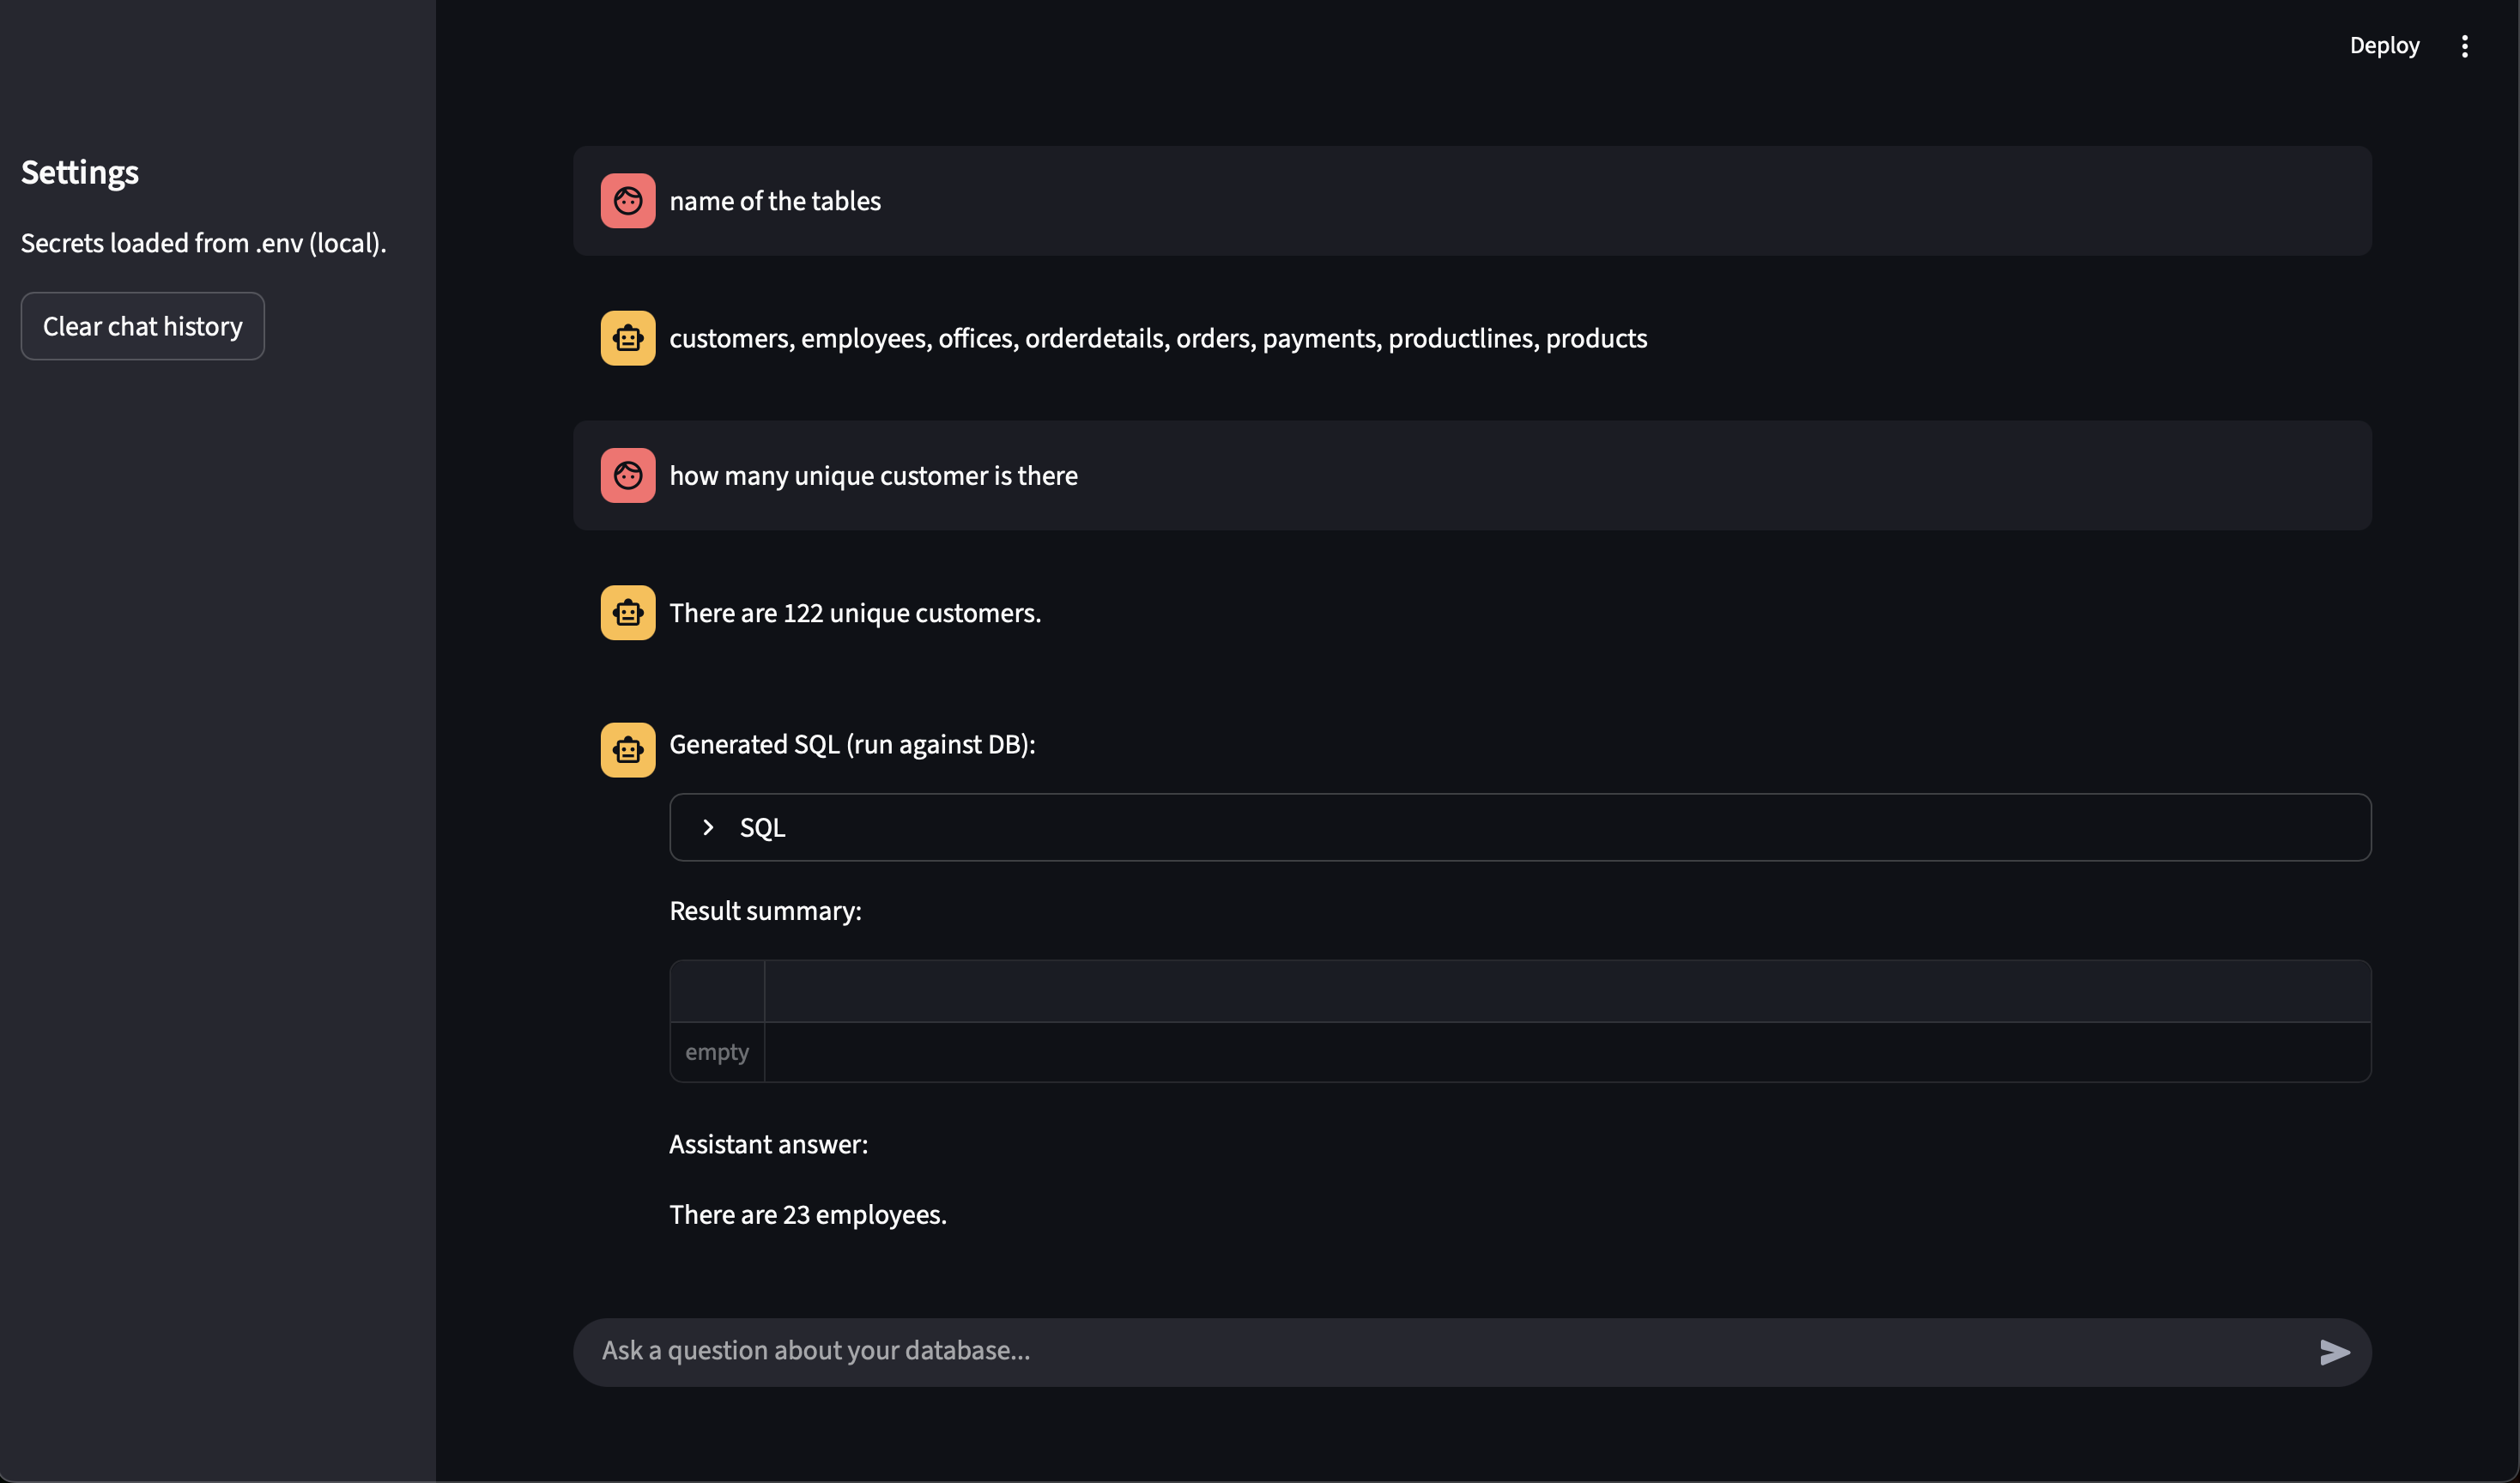 Deploy
Settings
Secrets loaded from .env (local).
Clear chat history
name of the tables
customers, employees, offices, orderdetails, orders, payments, productlines, products
how many unique customer is there
There are 122 unique customers.
Generated SQL (run against DB):
SQL
Result summary:
empty
Assistant answer:
There are 23 employees.
Ask a question about your database...